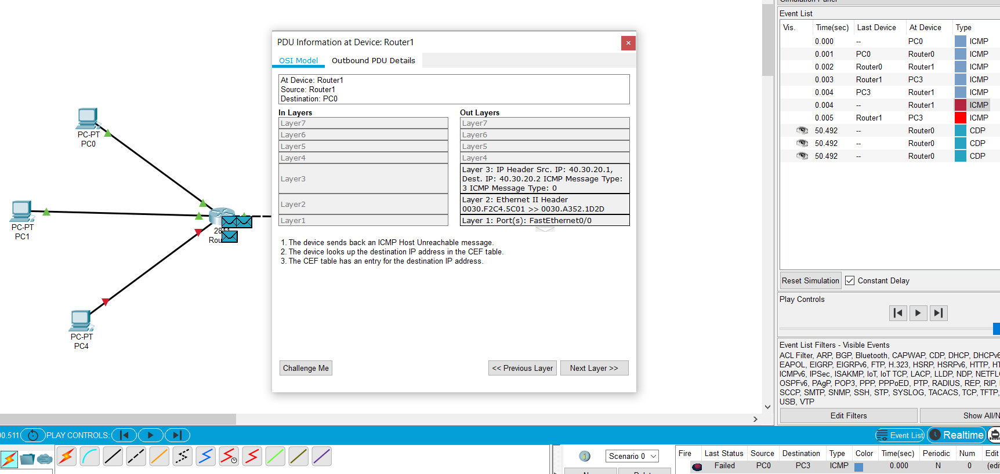 PDU Information at Device: Router1
×
OSI Model
Outbound PDU Details
At Device: Router1
Source: Router1
Destination: PC0
In Layers
Layer7
Layer6
Layer5
Layer4
Layer3
Layer2
Layer1
Out Layers
Layer7
Layer6
Layer5
Layer4
Layer 3: IP Header Src. IP: 40.30.20.1,
Dest. IP: 40.30.20.2 ICMP Message Type:
3 ICMP Message Type: 0
Layer 2: Ethernet II Header
0030.F2C4.5C01 >> 0030.A352.1D2D
Layer 1: Port(s): FastEthernet0/0
1. The device sends back an ICMP Host Unreachable message.
2. The device looks up the destination IP address in the CEF table.
3. The CEF table has an entry for the destination IP address.
Challenge Me
<< Previous Layer
Next Layer >>
PC-PT
PC0
PC-PT
PC1
PC-PT
PC4
Simulation Panel
Event List
Vis. Time(sec) Last Device At Device Type
0.000 -- PC0 ICMP
0.001 PC0 Router0 ICMP
0.002 Router0 Router1 ICMP
0.003 Router1 PC3 ICMP
0.004 PC3 Router1 ICMP
0.004 -- Router1 ICMP
0.005 Router1 PC3 ICMP
50.492 -- Router0 CDP
50.492 -- Router0 CDP
50.492 -- Router0 CDP
Reset Simulation
Constant Delay
Play Controls
Event List Filters - Visible Events
ACL Filter, ARP, BGP, Bluetooth, CAPWAP, CDP, DHCP, DHCPv6
EAPOL, EIGRP, EIGRPv6, FTP, H.323, HSRP, HSRPv6, HTTP,
ICMPv6, IPSec, ISAKMP, IoT, IoT TCP, LACP, LLDP, NDP,
OSPFv6, PAgP, POP3, PPP, PPPoED, PTP, RADIUS, REP, RIP,
SCCP, SMTP, SNMP, SSH, STP, SYSLOG, TACACS, TCP, TFTP,
USB, VTP
Edit Filters
Show All/N
0.511
PLAY CONTROLS:
Event List
Realtime
Scenario 0
Fire Last Status Source Destination Type Color Time(sec) Periodic Num Edit
Failed PC0 PC3 ICMP 0.000 N 0 (edi